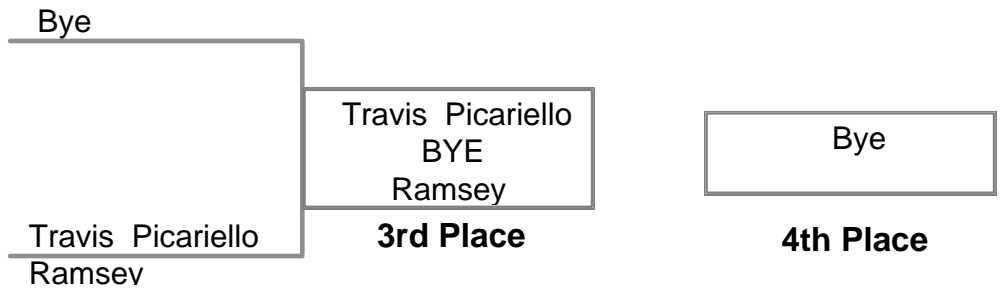 Bye
Travis Picariello
BYE
Ramsey
3rd Place
Bye
4th Place
Travis Picariello
Ramsey